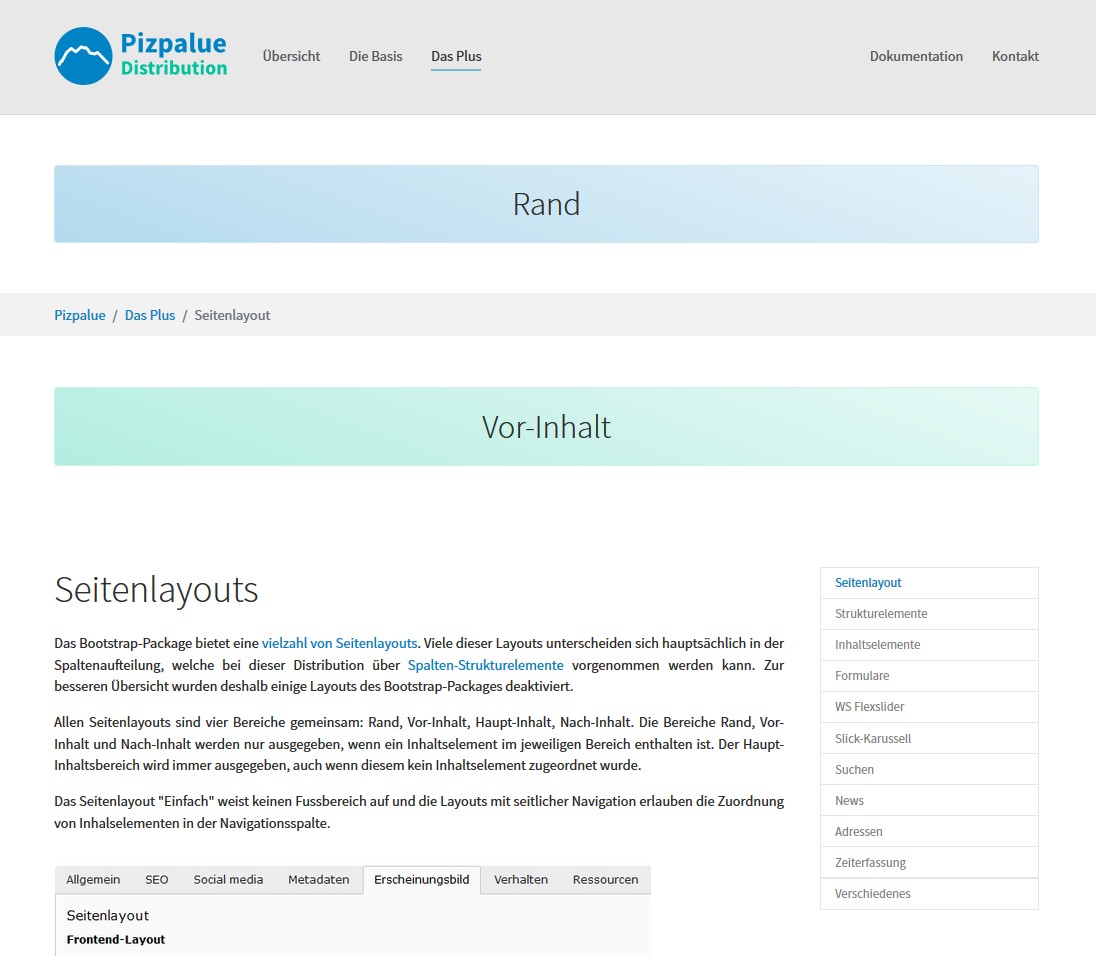 Pizpalue
Distribution
Übersicht Die Basis Das Plus Dokumentation Kontakt
Rand
Pizpalue / Das Plus / Seitenlayout
Vor-Inhalt
Seitenlayouts
Das Bootstrap-Package bietet eine vielzahl von Seitenlayouts. Viele dieser Layouts unterscheiden sich hauptsächlich in der
Spaltenaufteilung, welche bei dieser Distribution über Spalten-Strukturelemente vorgenommen werden kann. Zur
besseren Übersicht wurden deshalb einige Layouts des Bootstrap-Packages deaktiviert.
Allen Seitenlayouts sind vier Bereiche gemeinsam: Rand, Vor-Inhalt, Haupt-Inhalt, Nach-Inhalt. Die Bereiche Rand, Vor-
Inhalt und Nach-Inhalt werden nur ausgegeben, wenn ein Inhaltselement im jeweiligen Bereich enthalten ist. Der Haupt-
Inhaltsbereich wird immer ausgegeben, auch wenn diesem kein Inhaltselement zugeordnet wurde.
Das Seitenlayout "Einfach" weist keinen Fussbereich auf und die Layouts mit seitlicher Navigation erlauben die Zuordnung
von Inhalselementen in der Navigationsspalte.
Allgemein SEO Social media Metadaten Erscheinungsbild Verhalten Ressourcen
Seitenlayout
Frontend-Layout
Seitenlayout
Strukturelemente
Inhaltselemente
Formulare
WS Flexslider
Slick-Karussell
Suchen
News
Adressen
Zeiterfassung
Verschiedenes